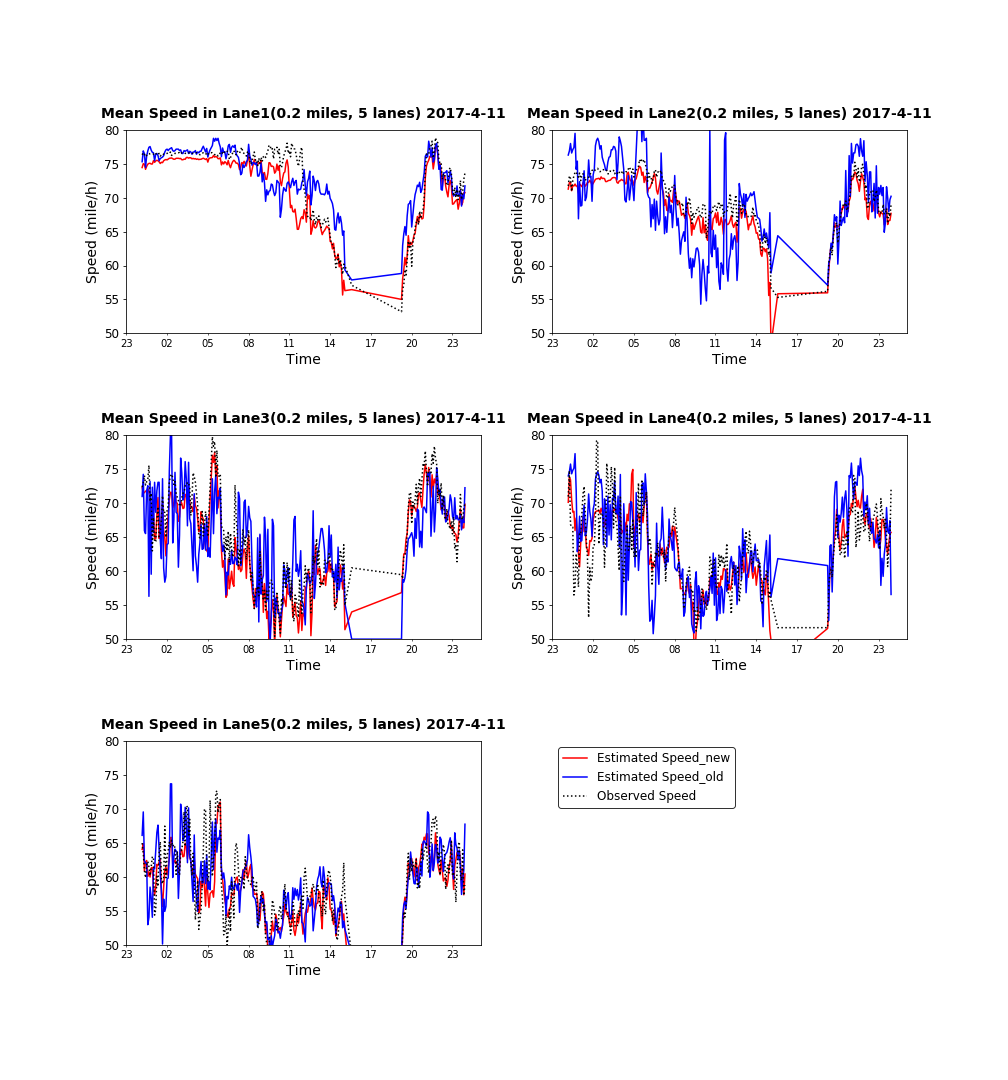 Mean Speed in Lane1(0.2 miles, 5 lanes) 2017-4-11
80
75
70
65
60
55
50
Speed (mile/h)
23 02 05 08 11 14 17 20 23
Time
Mean Speed in Lane2(0.2 miles, 5 lanes) 2017-4-11
80
75
70
65
60
55
50
Speed (mile/h)
23 02 05 08 11 14 17 20 23
Time
Mean Speed in Lane3(0.2 miles, 5 lanes) 2017-4-11
80
75
70
65
60
55
50
Speed (mile/h)
23 02 05 08 11 14 17 20 23
Time
Mean Speed in Lane4(0.2 miles, 5 lanes) 2017-4-11
80
75
70
65
60
55
50
Speed (mile/h)
23 02 05 08 11 14 17 20 23
Time
Mean Speed in Lane5(0.2 miles, 5 lanes) 2017-4-11
80
75
70
65
60
55
50
Speed (mile/h)
23 02 05 08 11 14 17 20 23
Time
Estimated Speed_new
Estimated Speed_old
Observed Speed